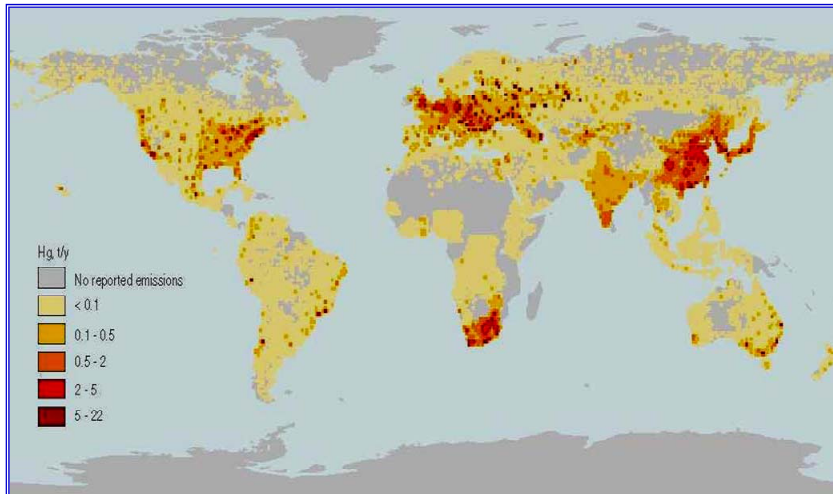 Hg, t/y
No reported emissions
< 0.1
0.1 - 0.5
0.5 - 2
2 - 5
5 - 22